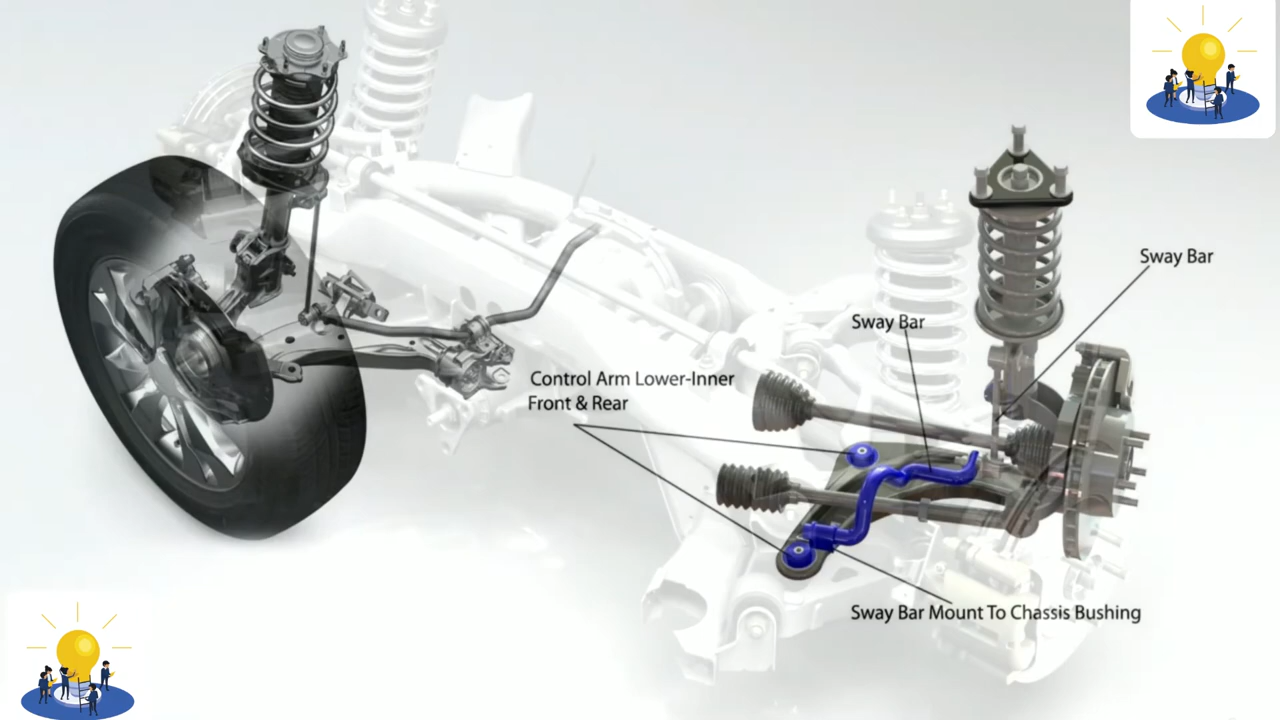 Sway Bar
Sway Bar
Control Arm Lower-Inner
Front & Rear
Sway Bar Mount To Chassis Bushing